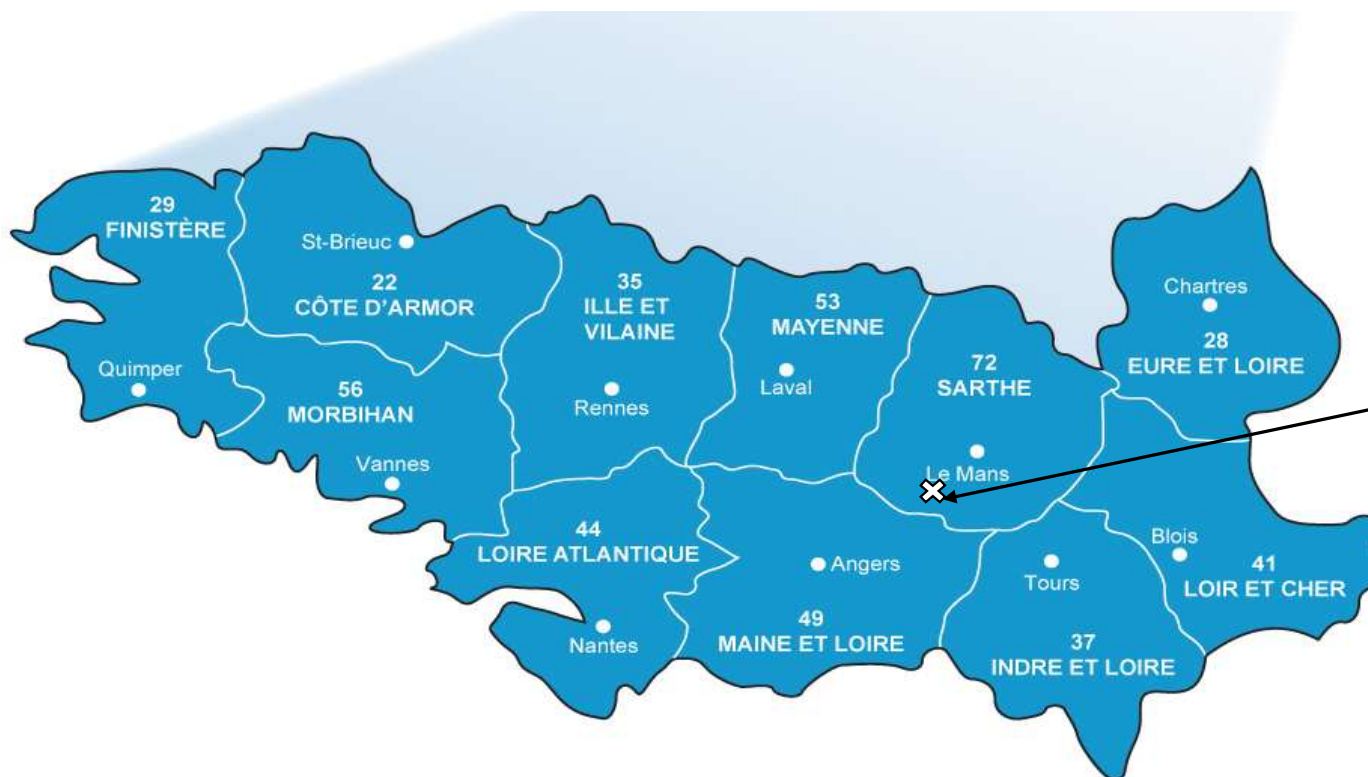 29
FINISTÈRE
St-Brieuc
22
CÔTE D'ARMOR
35
ILLE ET
VILAINE
53
MAYENNE
Chartres
28
EURE ET LOIRE
72
SARTHE
Quimper
56
MORBIHAN
Rennes
Laval
Vannes
Le Mans
44
LOIRE ATLANTIQUE
Angers
Tours
Blois
41
LOIR ET CHER
Nantes
49
MAINE ET LOIRE
37
INDRE ET LOIRE